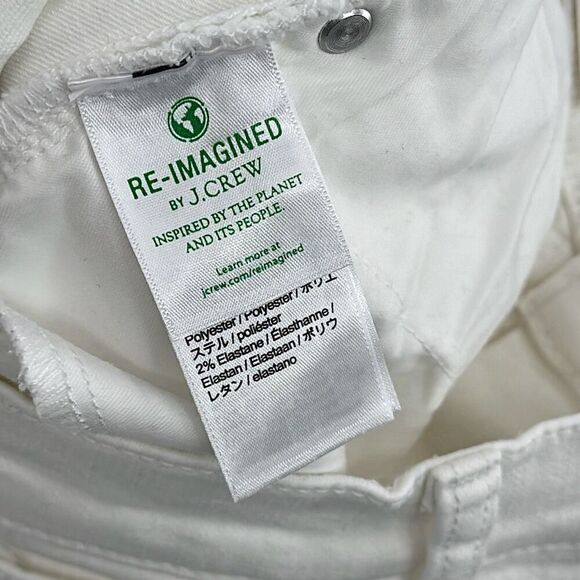 RE-IMAGINED
BY J.CREW
INSPIRED BY THE PLANET
AND ITS PEOPLE.
Learn more at
jcrew.com/reimagined
Polyester / Polyester / ポリエ
ステル / poliéster
2% Elastane / Élasthanne /
Elastan / Elastaan / ポリウ
レタン / elastano